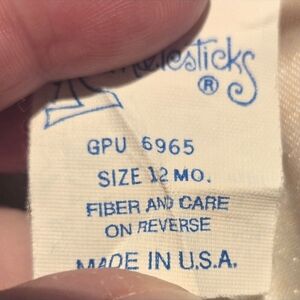 ®
GPU 6965
SIZE 12 MO.
FIBER AND CARE
ON REVERSE
MADE IN U.S.A.